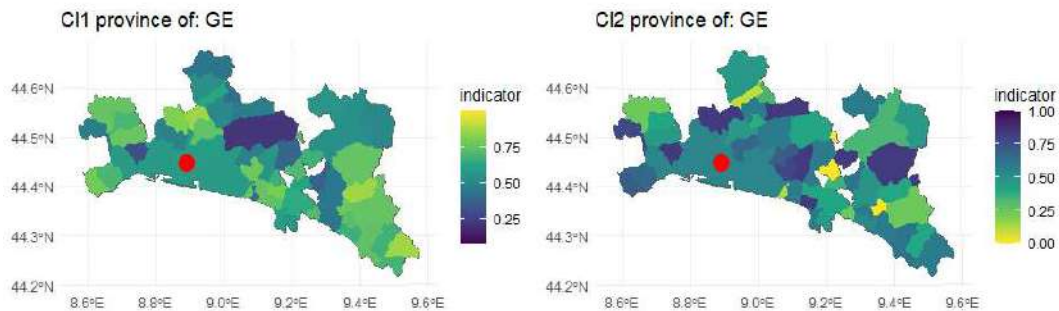 CI1 province of: GE
44.6°N
44.5°N
44.4°N
44.3°N
44.2°N
8.6°E 8.8°E 9.0°E 9.2°E 9.4°E 9.6°E
indicator
0.75
0.50
0.25
CI2 province of: GE
44.6°N
44.5°N
44.4°N
44.3°N
44.2°N
8.6°E 8.8°E 9.0°E 9.2°E 9.4°E 9.6°E
indicator
1.00
0.75
0.50
0.25
0.00